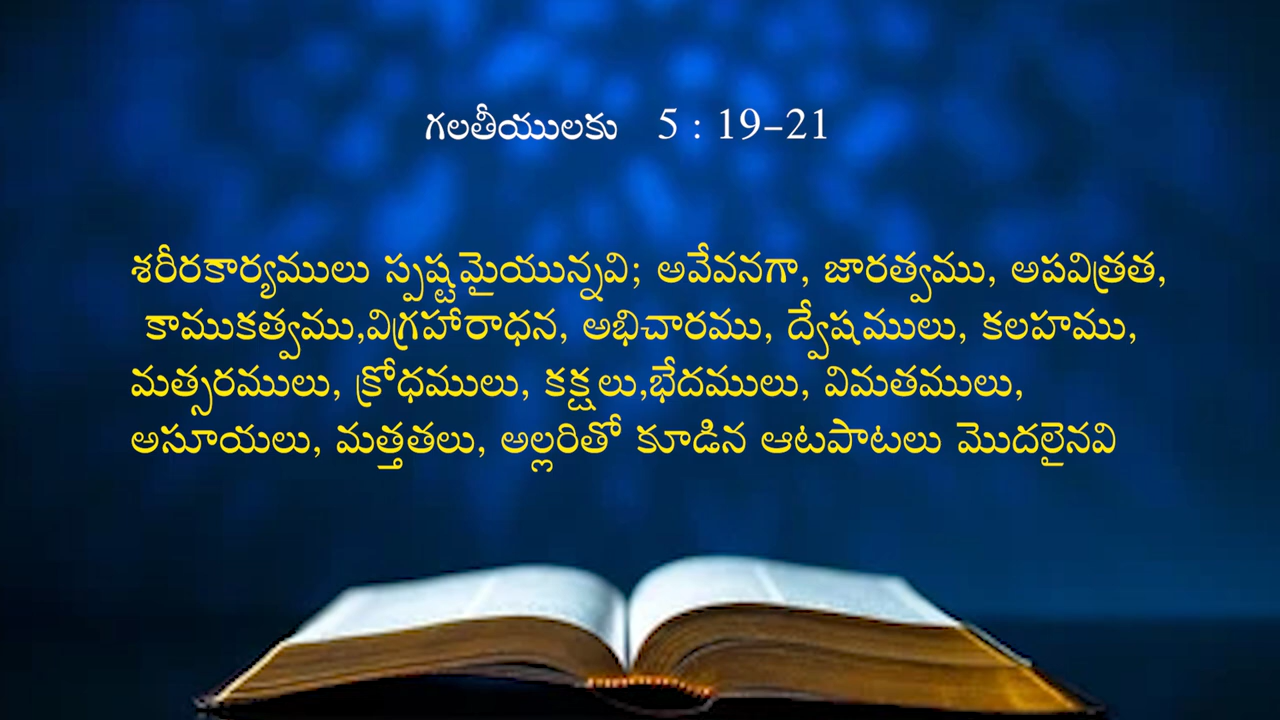 గలతీయులకు 5 : 19-21
శరీరకార్యములు స్పష్టమైయున్నవి; అవేవనగా, జారత్వము, అపవిత్రత,
కాముకత్వము,విగ్రహారాధన, అభిచారము, ద్వేషములు, కలహము,
మత్సరములు, క్రోధములు, కక్షలు,భేదములు, విమతములు,
అసూయలు, మత్తతలు, అల్లరితో కూడిన ఆటపాటలు మొదలైనవి